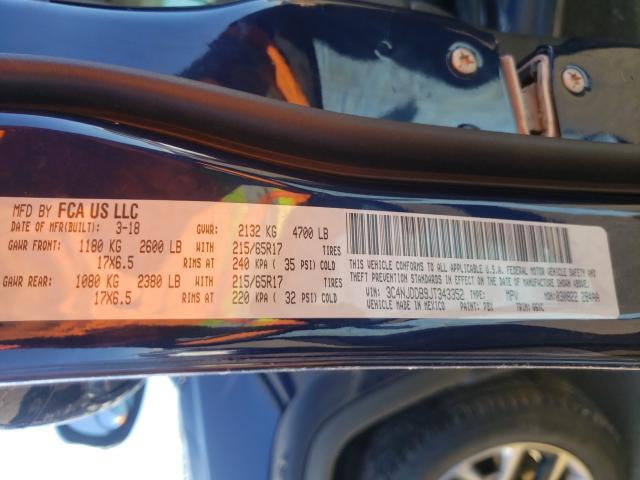 MFD BY FCA US LLC
DATE OF MFR(BUILT): 3-18 GVWR: 2132 KG 4700 LB
GAWR FRONT: 1180 KG 2600 LB WITH 215/65R17 TIRES
17X6.5 RIMS AT 240 KPA ( 35 PSI) COLD
GAWR REAR: 1080 KG 2380 LB WITH 215/65R17 TIRES
17X6.5 RIMS AT 220 KPA ( 32 PSI) COLD
THIS VEHICLE CONFORMS TO ALL APPLICABLE U.S.A. FEDERAL MOTOR VEHICLE SAFETY AND
THEFT PREVENTION STANDARDS IN EFFECT ON THE DATE OF MANUFACTURE SHOWN ABOVE.
VIN: 3C4NJDDB9JT343352 TYPE: MPV MDH:
VEHICLE MADE IN MEXICO PAINT: PBX TRIM: